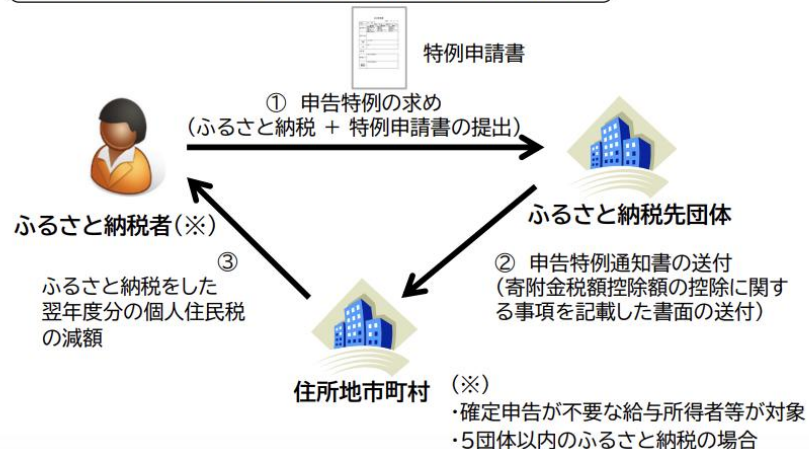 特例申請書
① 申告特例の求め
(ふるさと納税 + 特例申請書の提出)
ふるさと納税者(※)
ふるさと納税先団体
③
ふるさと納税をした
翌年度分の個人住民税
の減額
② 申告特例通知書の送付
(寄附金税額控除額の控除に関す
る事項を記載した書面の送付)
住所地市町村
(※)
・確定申告が不要な給与所得者等が対象
・5団体以内のふるさと納税の場合